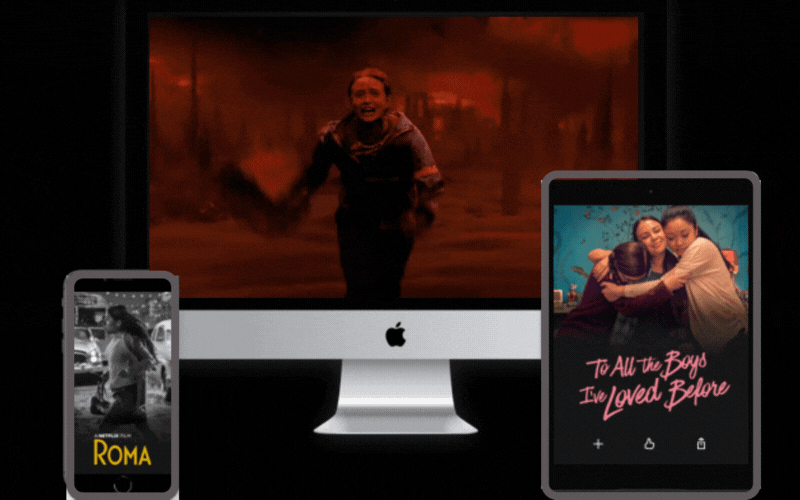 A NETFLIX FILM
ROMA
To All the Boys
I've Loved Before